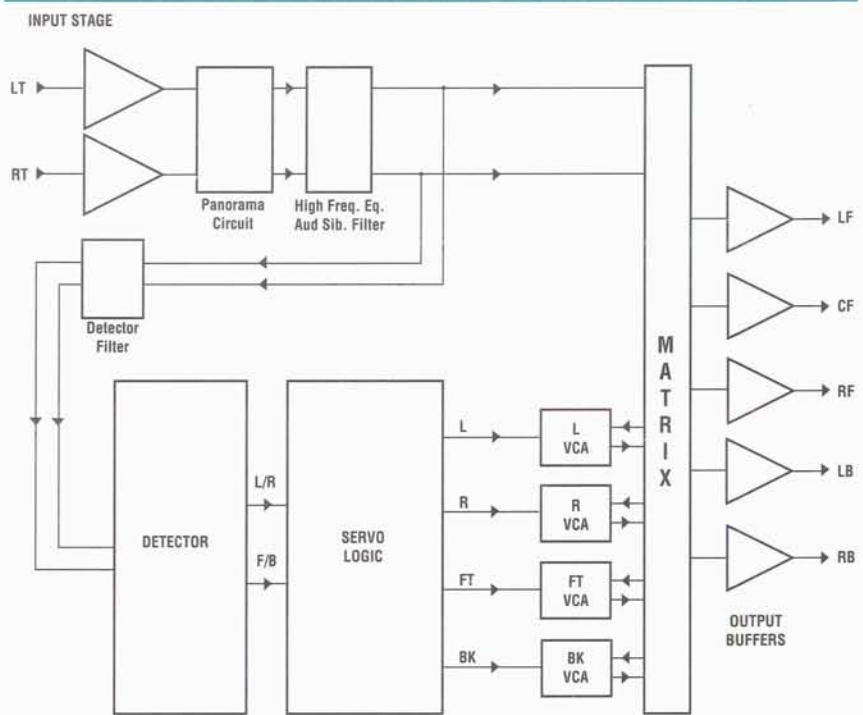 INPUT STAGE
LT
RT
Panorama
Circuit
High Freq. Eq.
Aud Sib. Filter
Detector
Filter
DETECTOR
L/R
F/B
SERVO
LOGIC
L
R
FT
BK
L
VCA
R
VCA
FT
VCA
BK
VCA
MATRIX
LF
CF
RF
LB
RB
OUTPUT
BUFFERS